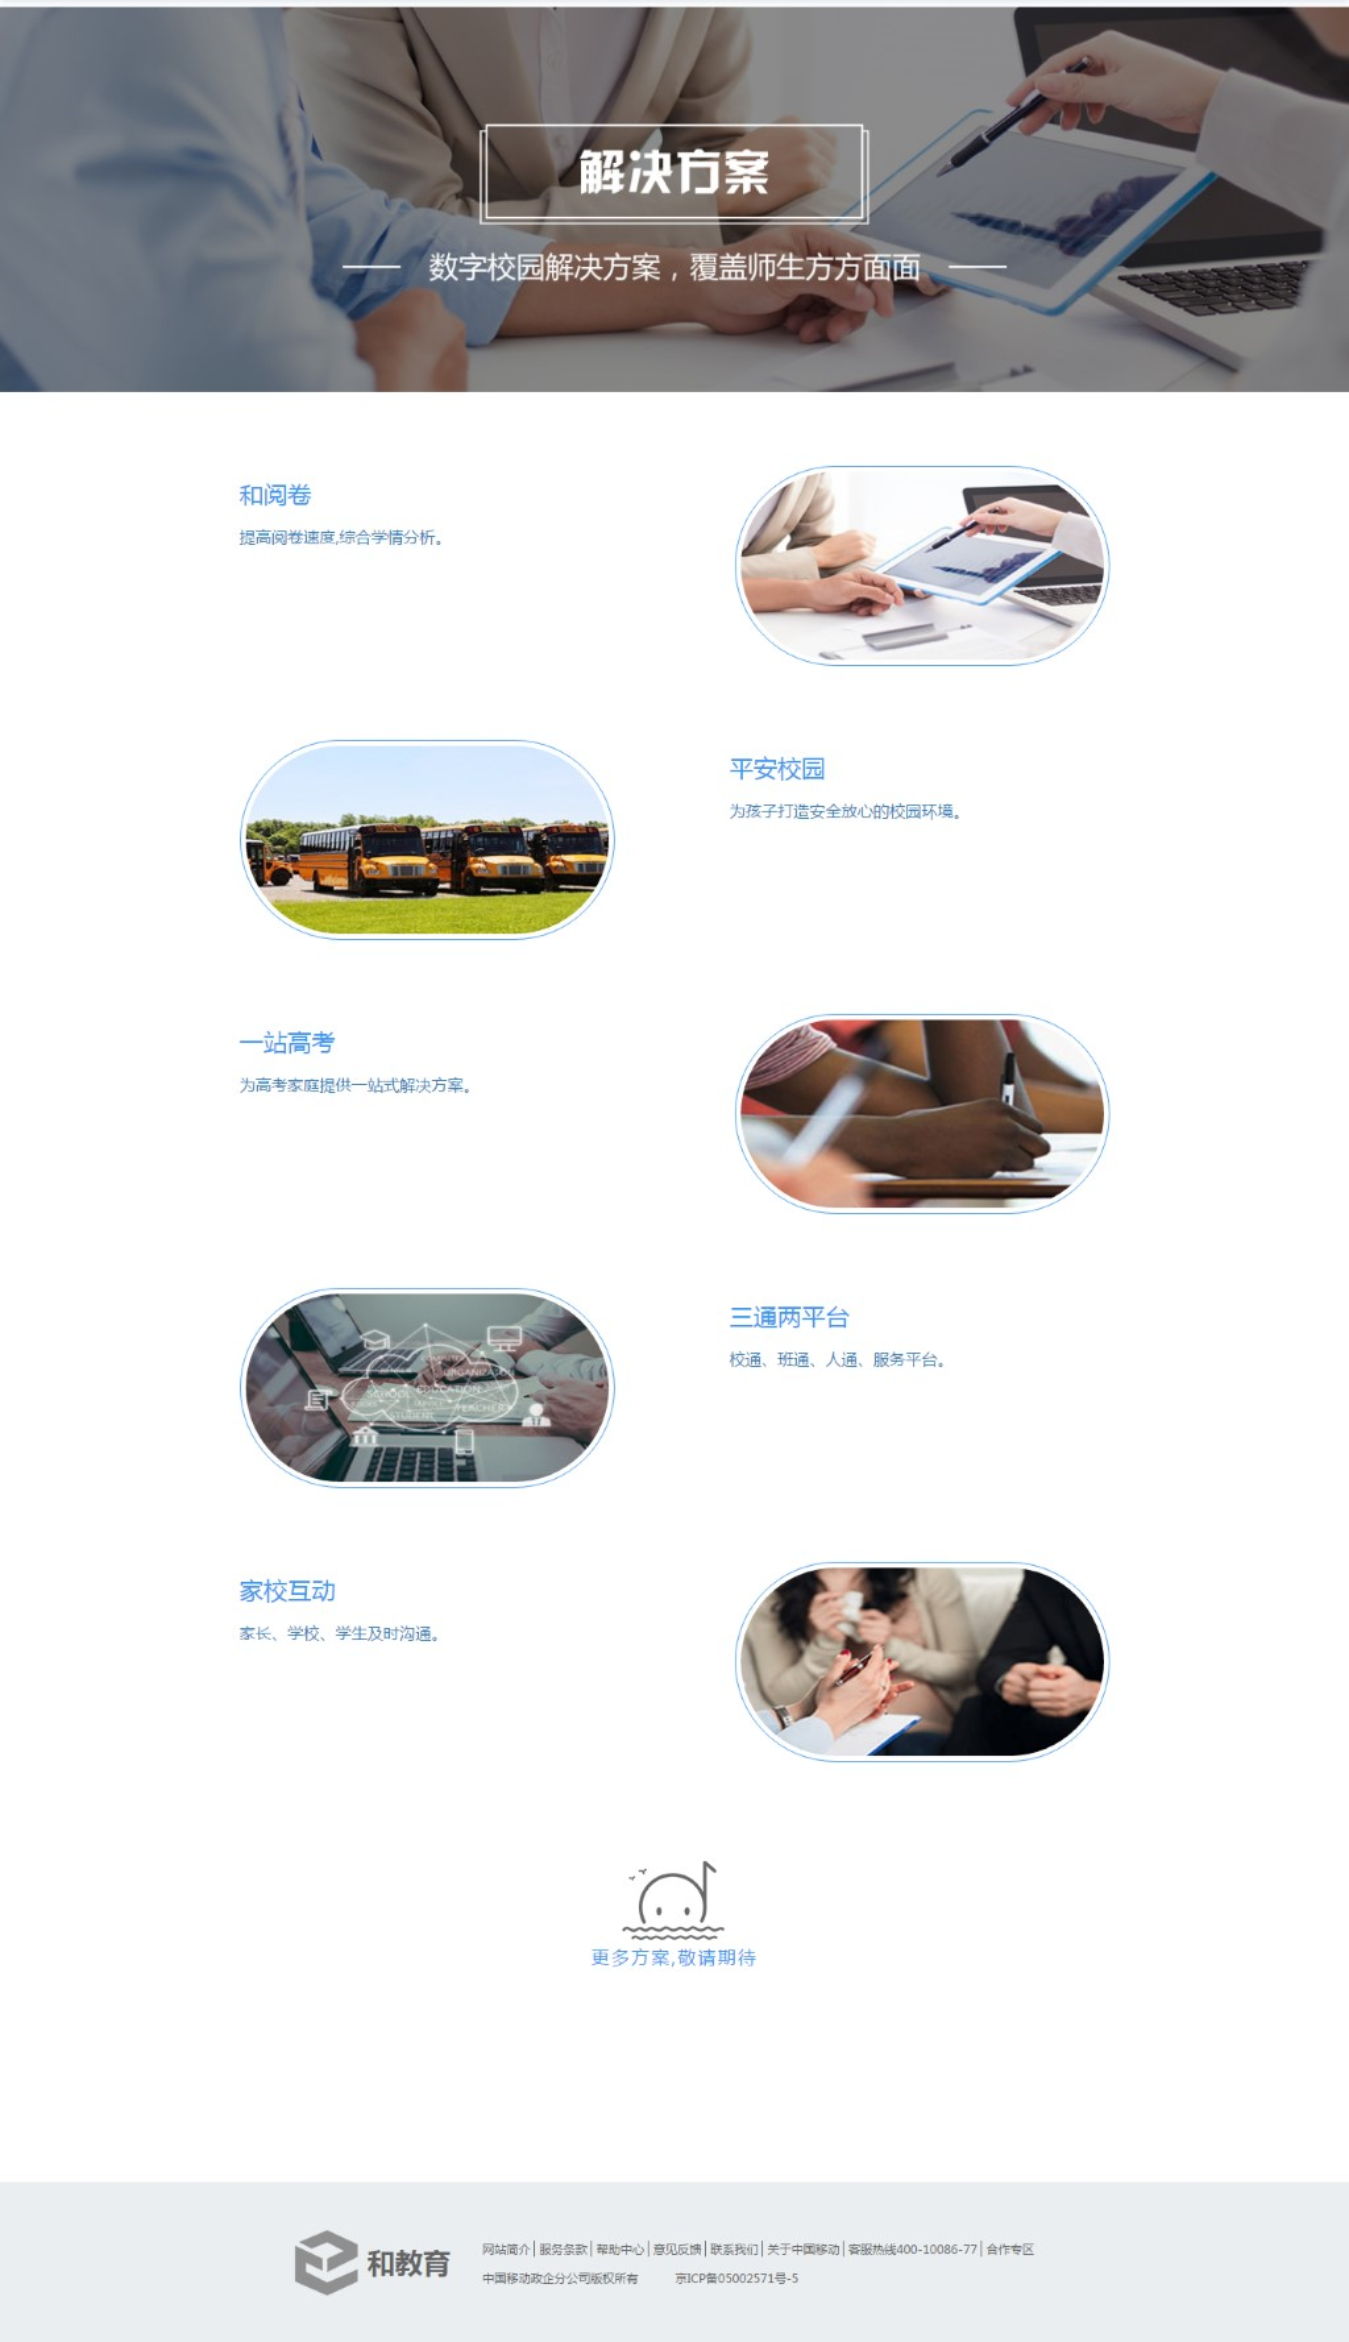 解决方案
数字校园解决方案，覆盖师生方方面面
和阅卷
提高阅卷速度,综合学情分析。
平安校园
为孩子打造安全放心的校园环境。
一站高考
为高考家庭提供一站式解决方案。
SCHOOL EDUCATION
STUDENT
TEACHER
三通两平台
校通、班通、人通、服务平台。
家校互动
家长、学校、学生及时沟通。
更多方案,敬请期待
和教育
网站简介│服务条款│帮助中心│意见反馈│联系我们│关于中国移动│客服热线400-10086-77│合作专区
中国移动政企分公司版权所有 京ICP备05002571号-5